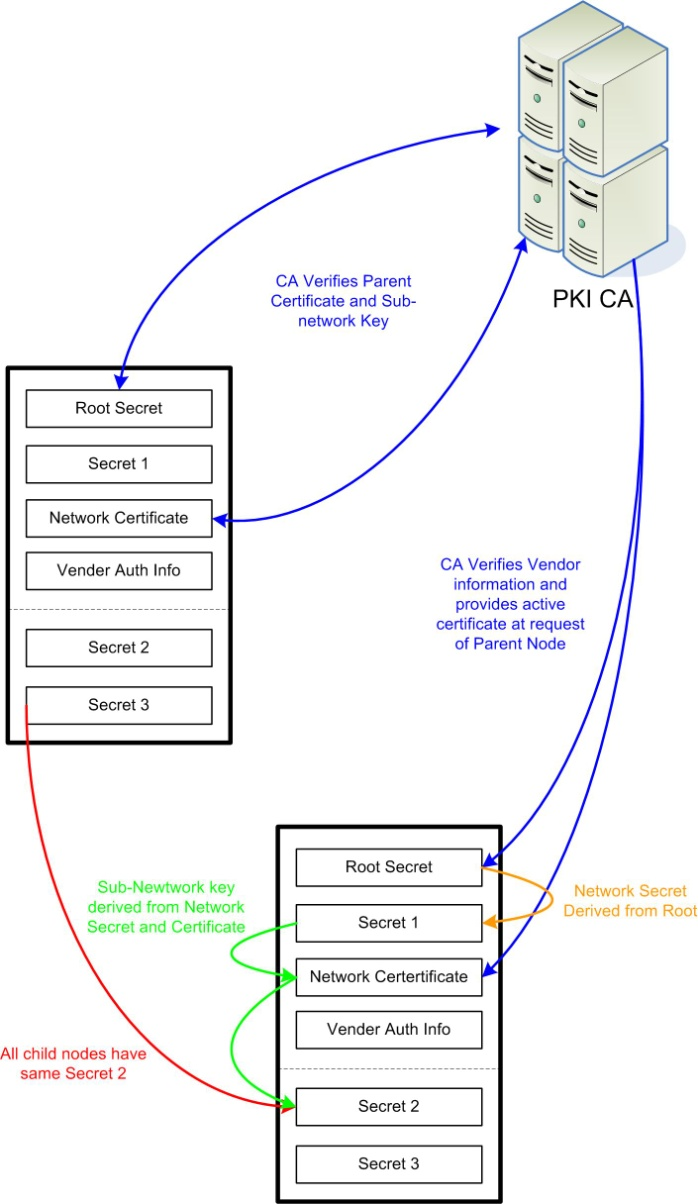 PKI CA
CA Verifies Parent
Certificate and Sub-
network Key
Root Secret
Secret 1
Network Certificate
Vender Auth Info
Secret 2
Secret 3
CA Verifies Vendor
information and
provides active
certificate at request
of Parent Node
Root Secret
Secret 1
Network Certertificate
Vender Auth Info
Secret 2
Secret 3
Sub-Newtwork key
derived from Network
Secret and Certificate
Network Secret
Derived from Root
All child nodes have
same Secret 2